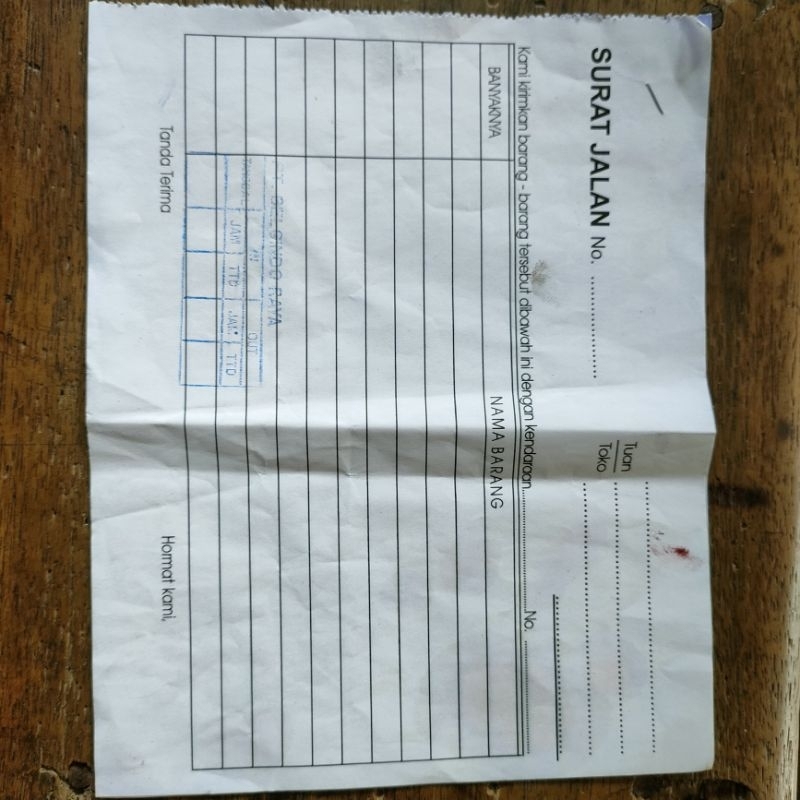 SURAT JALAN No. ........................
Tuan
Toko
Kami kirimkan barang - barang tersebut dibawah ini dengan kendaraan........................No. ........................
BANYAKNYA NAMA BARANG
RAYA
IN OUT
JAM TTD JAM TTD
Tanda Terima Hormat kami,